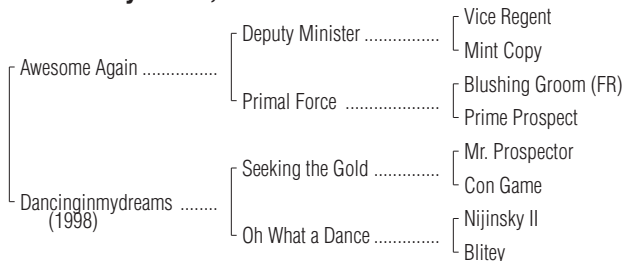 Awesome Again ................
Dancinginmydreams ........
(1998)
Deputy Minister ................
Primal Force ....................
Seeking the Gold ..............
Oh What a Dance ..............
Vice Regent
Mint Copy
Blushing Groom (FR)
Prime Prospect
Mr. Prospector
Con Game
Nijinsky II
Blitey